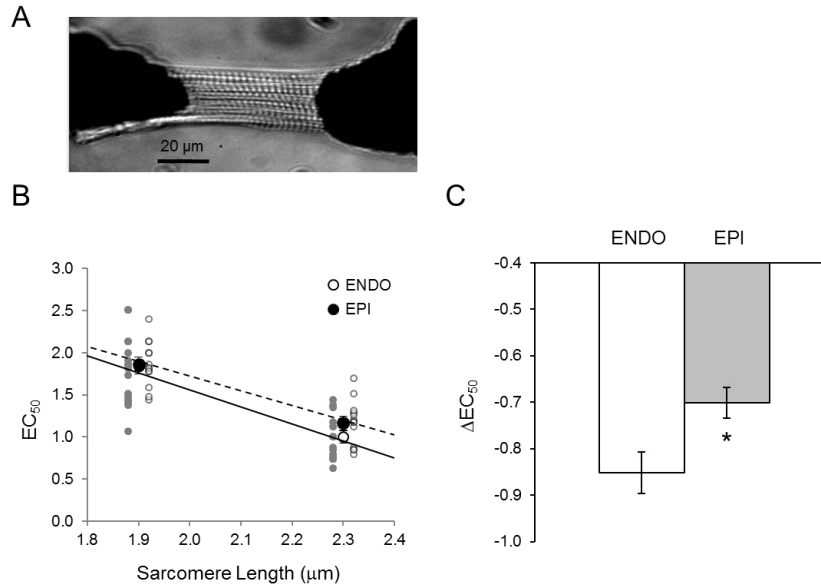 A
20 μm
B
C
3.0
2.5
2.0
1.5
1.0
0.5
0.0
EC50
ENDO
EPI
1.8 1.9 2.0 2.1 2.2 2.3 2.4
Sarcomere Length (μm)
ENDO EPI
-0.4
-0.5
-0.6
-0.7
-0.8
-0.9
-1.0
ΔEC50
*